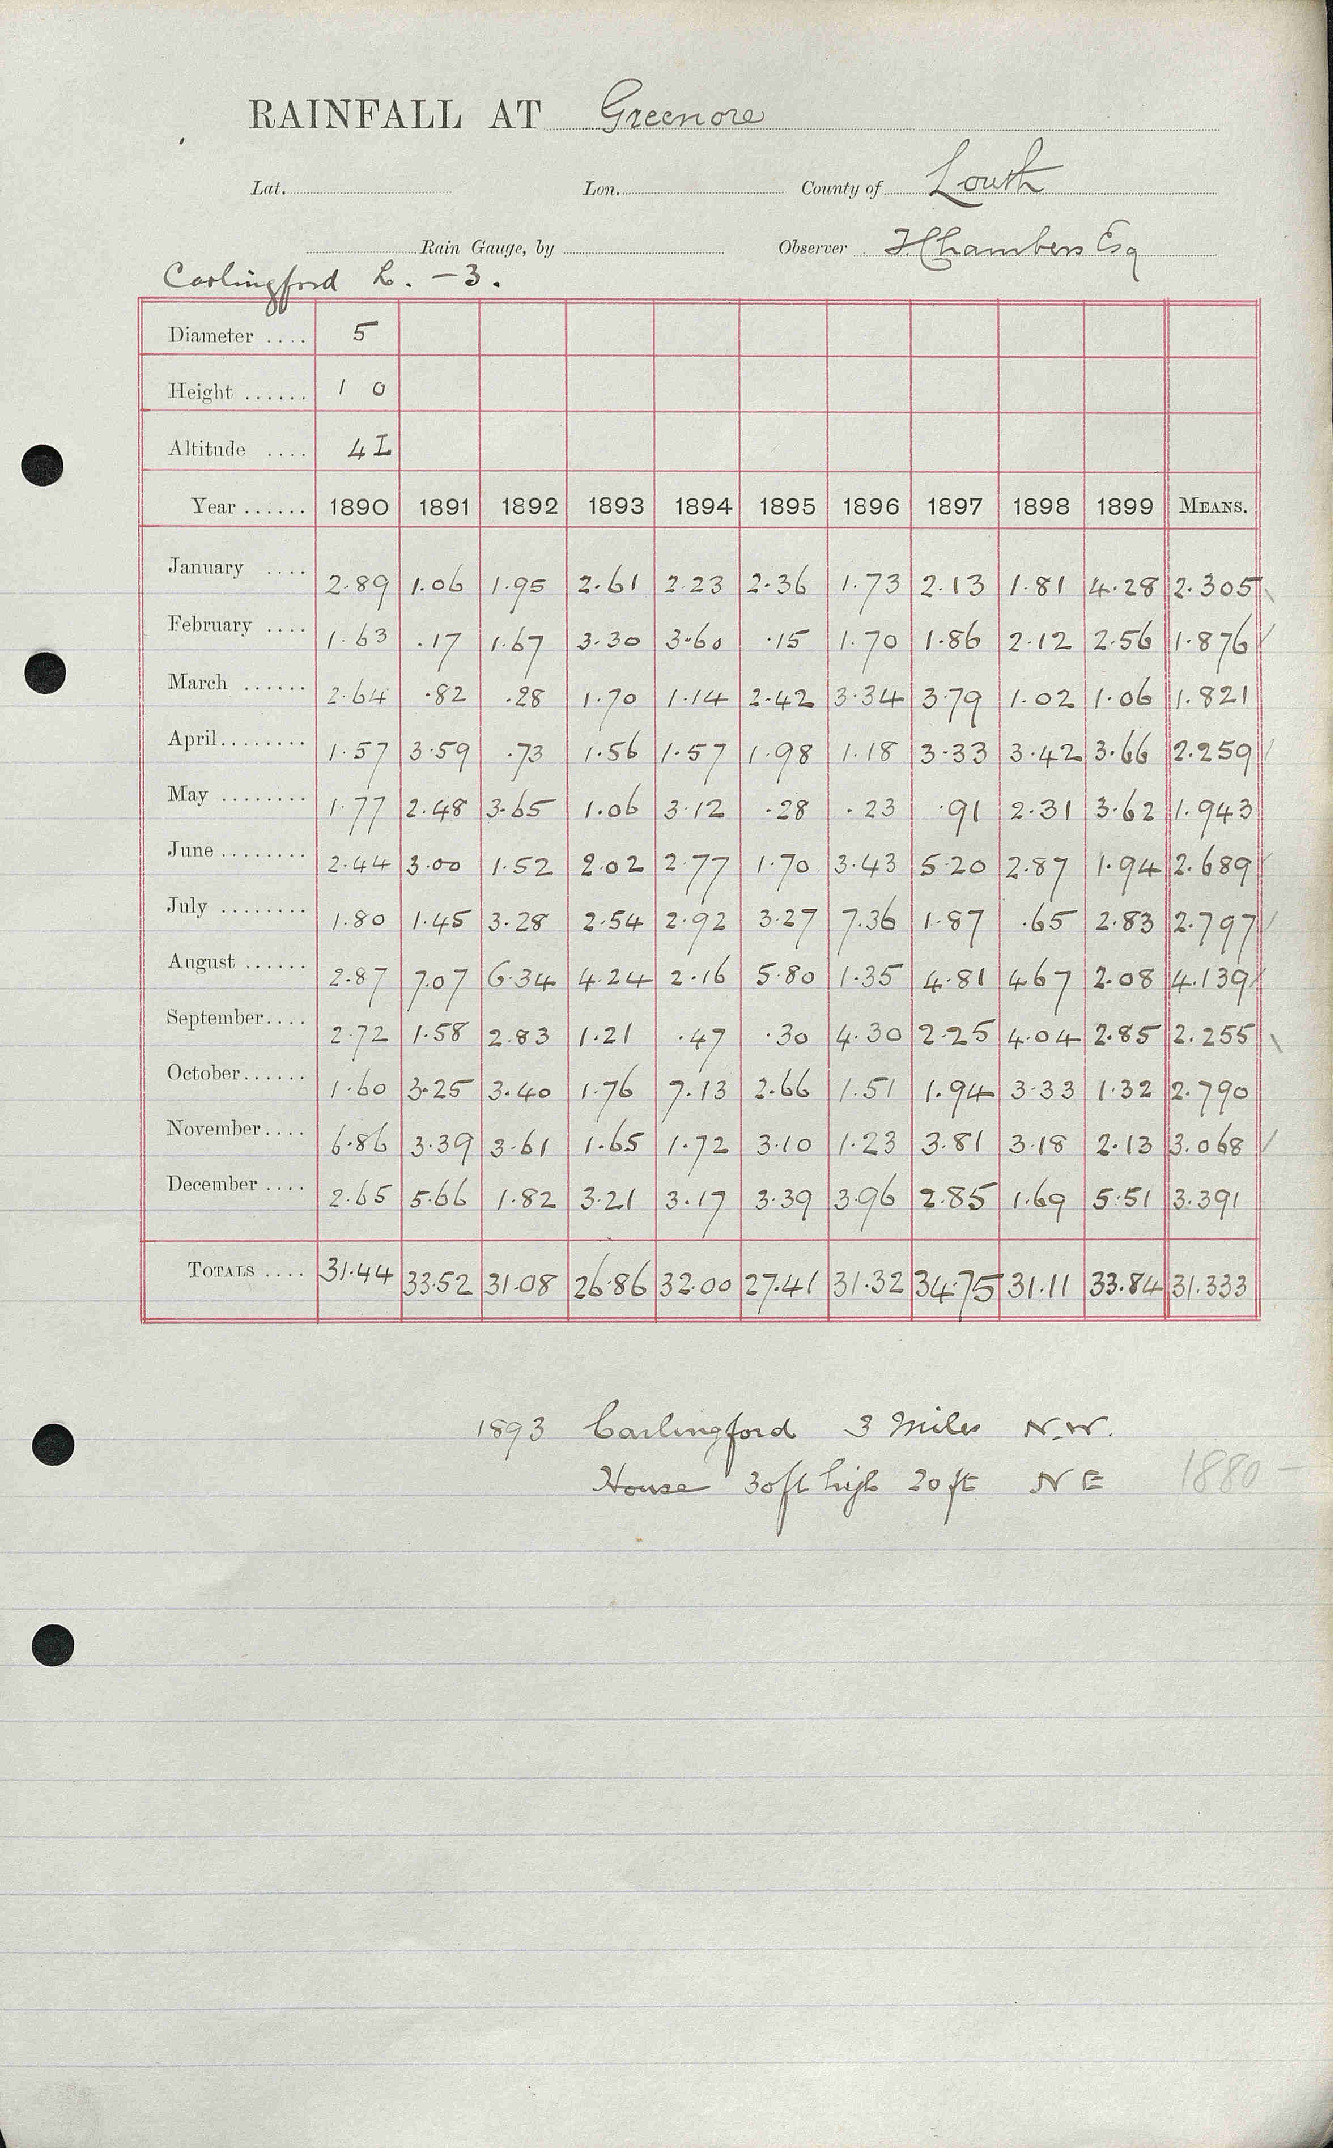 RAINFALL AT Greenore
Lat. Lon. County of Louth
Rain Gauge, by Observer Chambers Esq
Carlingford L. -3.
Diameter .... 5
Height ...... 1 0
Altitude .... 4 L
Year ...... 1890 1891 1892 1893 1894 1895 1896 1897 1898 1899 MEANS.
January .... 2.89 1.06 1.95 2.61 2.23 2.36 1.73 2.13 1.81 4.28 2.305
February .... 1.63 .17 1.67 3.30 3.60 .15 1.70 1.86 2.12 2.56 1.876
March ...... 2.64 .82 .28 1.70 1.14 2.42 3.34 3.79 1.02 1.06 1.821
April........ 1.57 3.59 .73 1.56 1.57 1.98 1.18 3.33 3.42 3.66 2.259
May ........ 1.77 2.48 3.65 1.06 3.12 .28 .23 .91 2.31 3.62 1.943
June ........ 2.44 3.00 1.52 2.02 2.77 1.70 3.43 5.20 2.87 1.94 2.689
July ........ 1.80 1.45 3.28 2.54 2.92 3.27 7.36 1.87 .65 2.83 2.797
August ...... 2.87 7.07 6.34 4.24 2.16 5.80 1.35 4.81 4.67 2.08 4.139
September.... 2.72 1.58 2.83 1.21 .47 .30 4.30 2.25 4.04 2.85 2.255
October...... 1.60 3.25 3.40 1.76 7.13 2.66 1.51 1.94 3.33 1.32 2.790
November.... 6.86 3.39 3.61 1.65 1.72 3.10 1.23 3.81 3.18 2.13 3.068
December .... 2.65 5.66 1.82 3.21 3.17 3.39 3.96 2.85 1.69 5.51 3.391
TOTALS .... 31.44 33.52 31.08 26.86 32.00 27.41 31.32 34.75 31.11 33.84 31.333
1893 Carlingford 3 Miles N.W.
House 30ft high 20 ft N E
1880 -